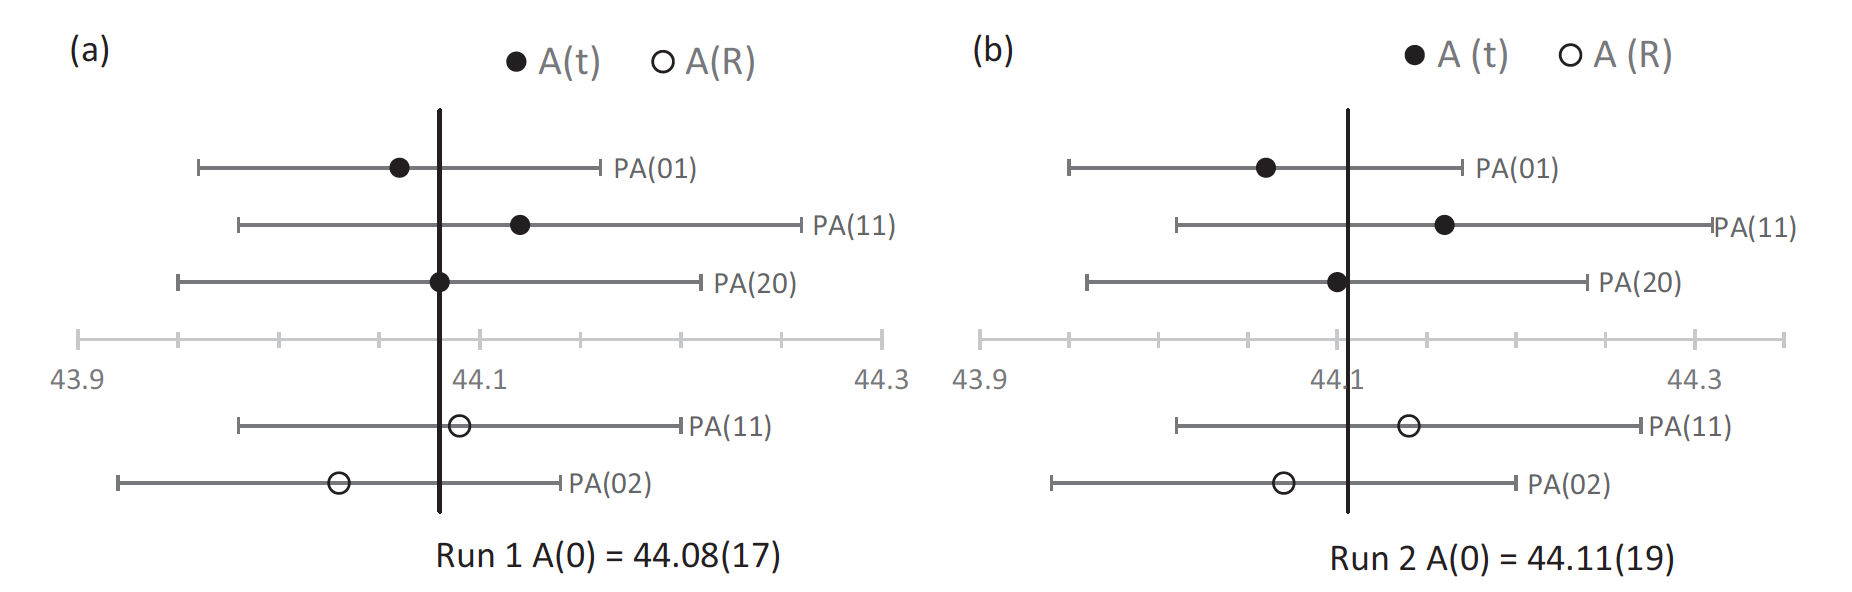 (a)
A(t) A(R)
PA(01)
PA(11)
PA(20)
43.9 44.1 44.3
PA(11)
PA(02)
Run 1 A(0) = 44.08(17)
(b)
A (t) A (R)
PA(01)
PA(11)
PA(20)
43.9 44.1 44.3
PA(11)
PA(02)
Run 2 A(0) = 44.11(19)